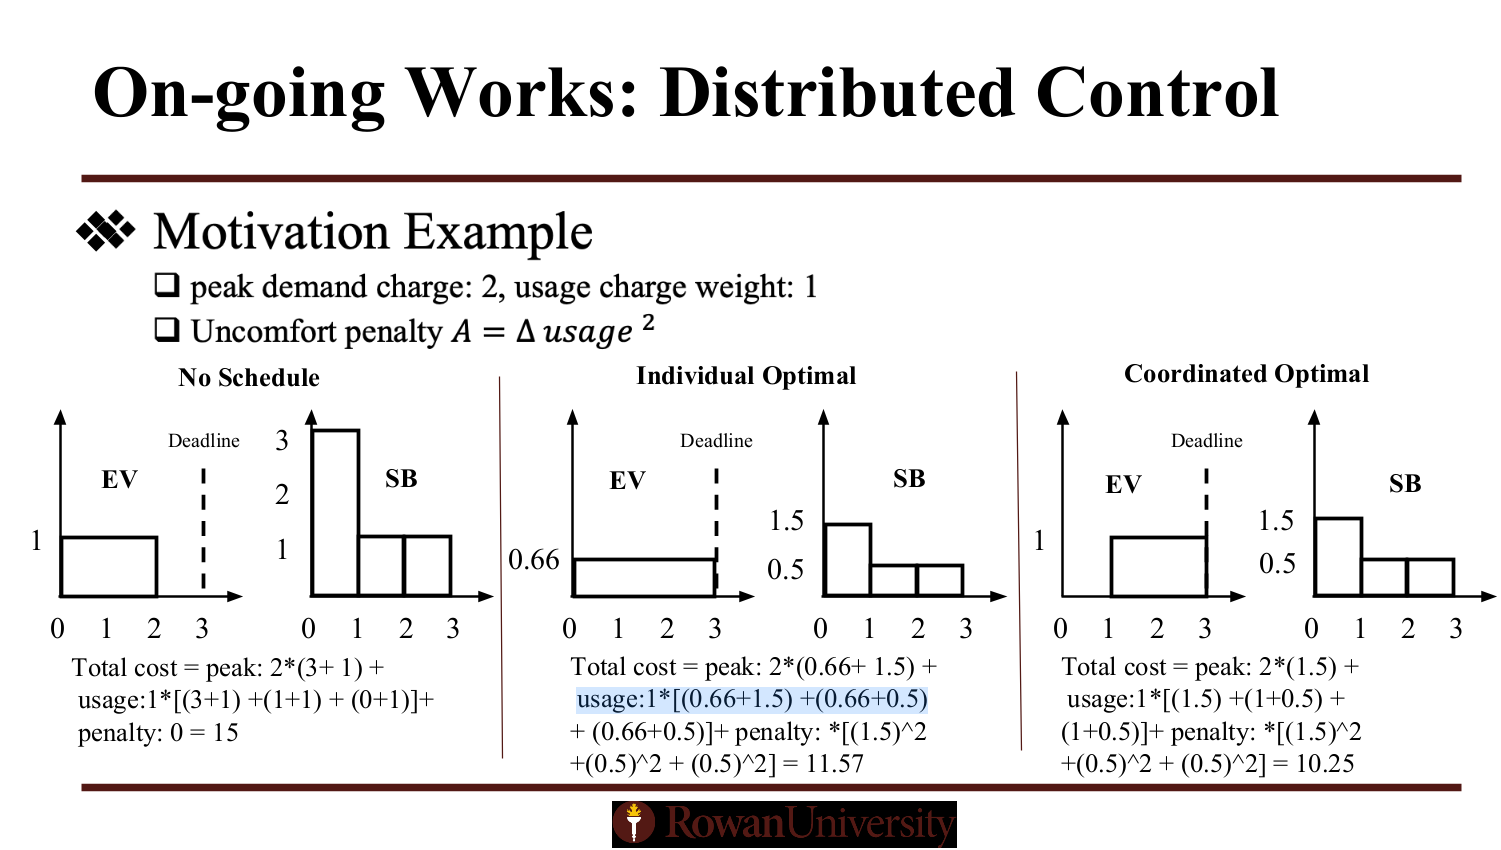 On-going Works: Distributed Control
Motivation Example
peak demand charge: 2, usage charge weight: 1
Uncomfort penalty A = Δ usage ²
No Schedule
Individual Optimal
Coordinated Optimal
Deadline
EV
1
0 1 2 3
3
2
1
SB
0 1 2 3
Deadline
EV
0.66
0 1 2 3
1.5
0.5
SB
0 1 2 3
Deadline
EV
1
0 1 2 3
1.5
0.5
SB
0 1 2 3
Total cost = peak: 2*(3+ 1) +
usage:1*[(3+1) +(1+1) + (0+1)]+
penalty: 0 = 15
Total cost = peak: 2*(0.66+ 1.5) +
usage:1*[(0.66+1.5) +(0.66+0.5)
+ (0.66+0.5)]+ penalty: *[(1.5)^2
+(0.5)^2 + (0.5)^2] = 11.57
Total cost = peak: 2*(1.5) +
usage:1*[(1.5) +(1+0.5) +
(1+0.5)]+ penalty: *[(1.5)^2
+(0.5)^2 + (0.5)^2] = 10.25
RowanUniversity